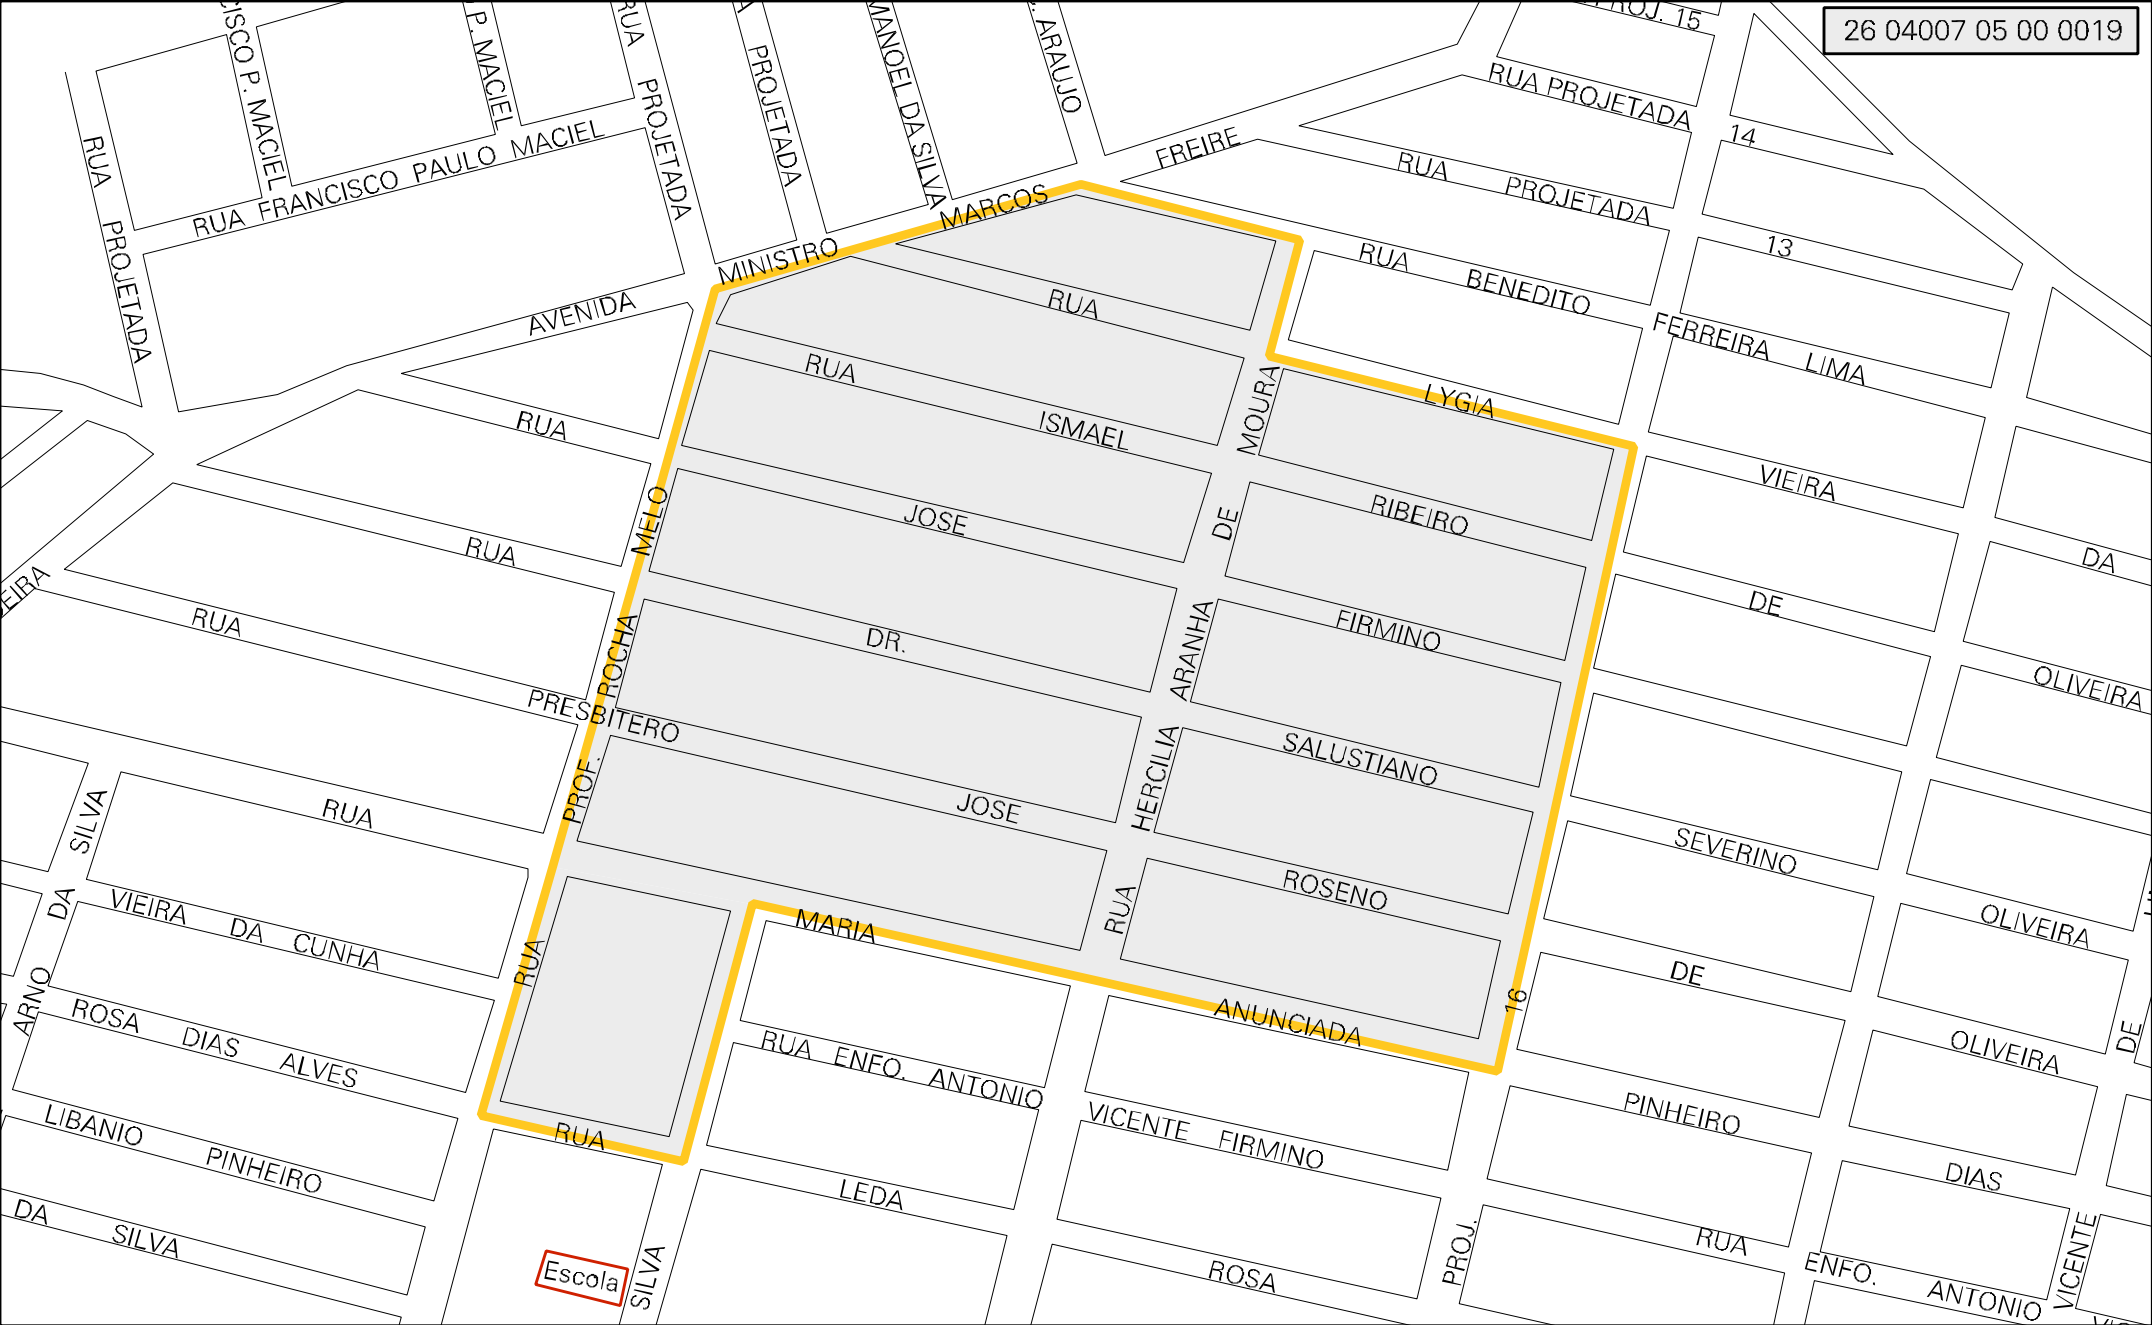 26 04007 05 00 0019
15
RUA PROJETADA
14
RUA PROJETADA
13
P. MACIEL
RUA PROJETADA
PROJETADA
MANOEL DA SILVA
ARAUJO
FREIRE
P. MACIEL
RUA FRANCISCO PAULO MACIEL
RUA PROJETADA
AVENIDA
MINISTRO
MARCOS
RUA BENEDITO
FERREIRA LIMA
RUA
RUA
ISMAEL
MOURA
LYGIA
VIEIRA
DA
RUA
JOSE
DE
RIBEIRO
DE
OLIVEIRA
RUA
MELO
DR.
ARANHA
FIRMINO
RUA
PRESBITERO
ROCHA
JOSE
HERCILIA
SALUSTIANO
SEVERINO
OLIVEIRA
RUA
PROF.
SILVA
MARIA
RUA
ROSENO
DE
OLIVEIRA
VIEIRA DA CUNHA
DA
RUA
ANUNCIADA
16
PINHEIRO
DE
ROSA DIAS ALVES
ARNO
RUA ENFO. ANTONIO
VICENTE FIRMINO
DIAS
LIBANIO PINHEIRO
RUA
LEDA
ROSA
PROJ.
RUA
ENFO. ANTONIO
VICENTE
DA SILVA
Escola
SILVA